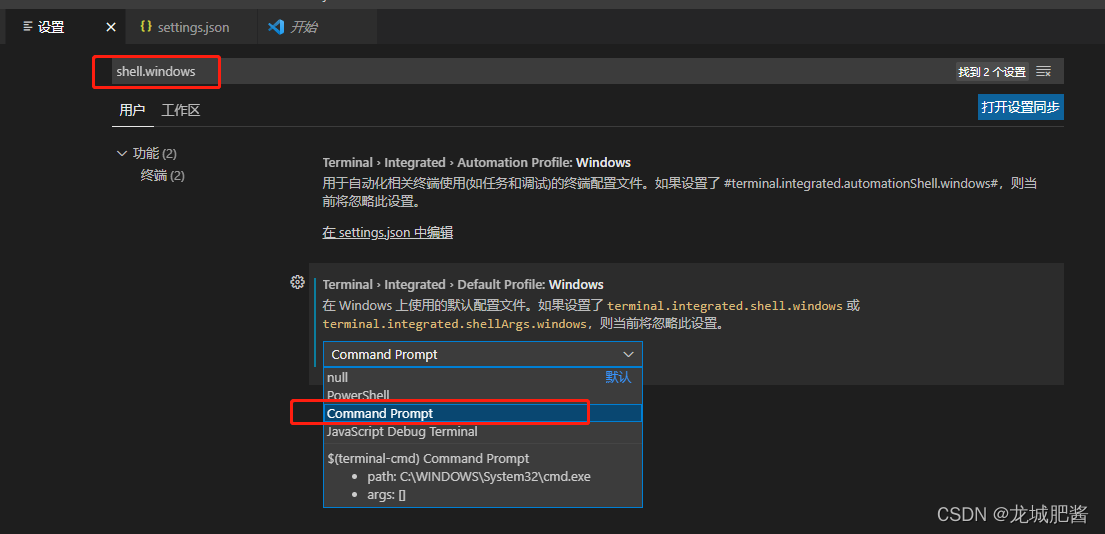 设置
settings.json
开始
shell.windows
找到 2 个设置
用户
工作区
打开设置同步
功能 (2)
终端 (2)
Terminal › Integrated › Automation Profile: Windows
用于自动化相关终端使用(如任务和调试)的终端配置文件。如果设置了 #terminal.integrated.automationShell.windows#，则当
前将忽略此设置。
在 settings.json 中编辑
Terminal › Integrated › Default Profile: Windows
在 Windows 上使用的默认配置文件。如果设置了 terminal.integrated.shell.windows 或
terminal.integrated.shellArgs.windows，则当前将忽略此设置。
Command Prompt
null 默认
PowerShell
Command Prompt
JavaScript Debug Terminal
$(terminal-cmd) Command Prompt
• path: C:\WINDOWS\System32\cmd.exe
• args: []
CSDN @龙城肥酱